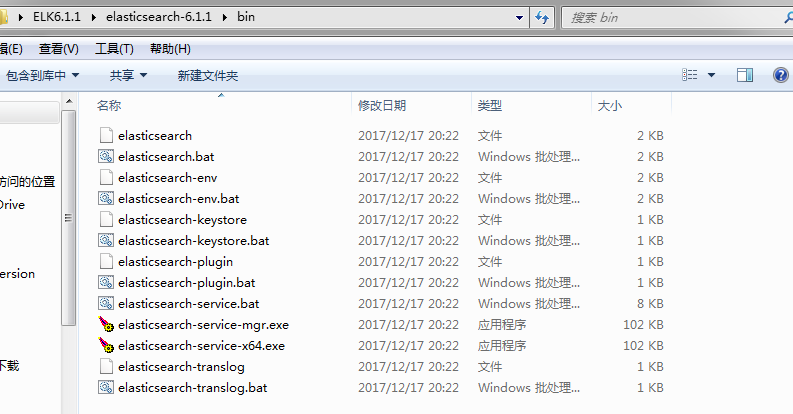 ELK6.1.1 ▸ elasticsearch-6.1.1 ▸ bin
搜索 bin
(E) 查看(V) 工具(T) 帮助(H)
包含到库中 共享 新建文件夹
名称 修改日期 类型 大小
elasticsearch 2017/12/17 20:22 文件 2 KB
elasticsearch.bat 2017/12/17 20:22 Windows 批处理... 2 KB
elasticsearch-env 2017/12/17 20:22 文件 2 KB
elasticsearch-env.bat 2017/12/17 20:22 Windows 批处理... 2 KB
elasticsearch-keystore 2017/12/17 20:22 文件 1 KB
elasticsearch-keystore.bat 2017/12/17 20:22 Windows 批处理... 1 KB
elasticsearch-plugin 2017/12/17 20:22 文件 1 KB
elasticsearch-plugin.bat 2017/12/17 20:22 Windows 批处理... 1 KB
elasticsearch-service.bat 2017/12/17 20:22 Windows 批处理... 8 KB
elasticsearch-service-mgr.exe 2017/12/17 20:22 应用程序 102 KB
elasticsearch-service-x64.exe 2017/12/17 20:22 应用程序 102 KB
elasticsearch-translog 2017/12/17 20:22 文件 1 KB
elasticsearch-translog.bat 2017/12/17 20:22 Windows 批处理... 1 KB
访问的位置
Drive
ersion
下载